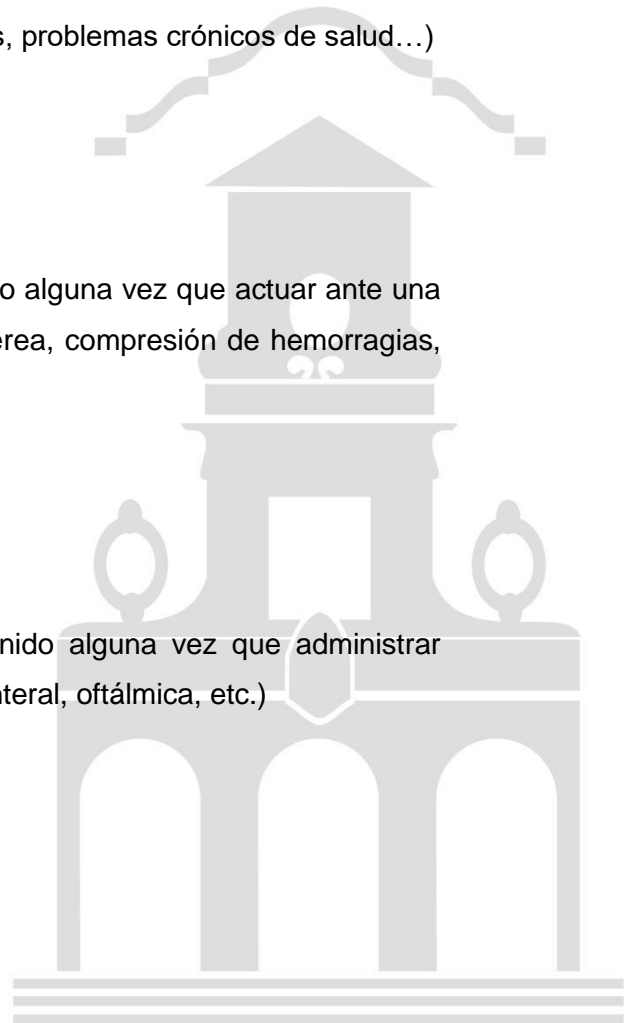 s, problemas crónicos de salud…)
o alguna vez que actuar ante una
érea, compresión de hemorragias,
nido alguna vez que administrar
nteral, oftálmica, etc.)